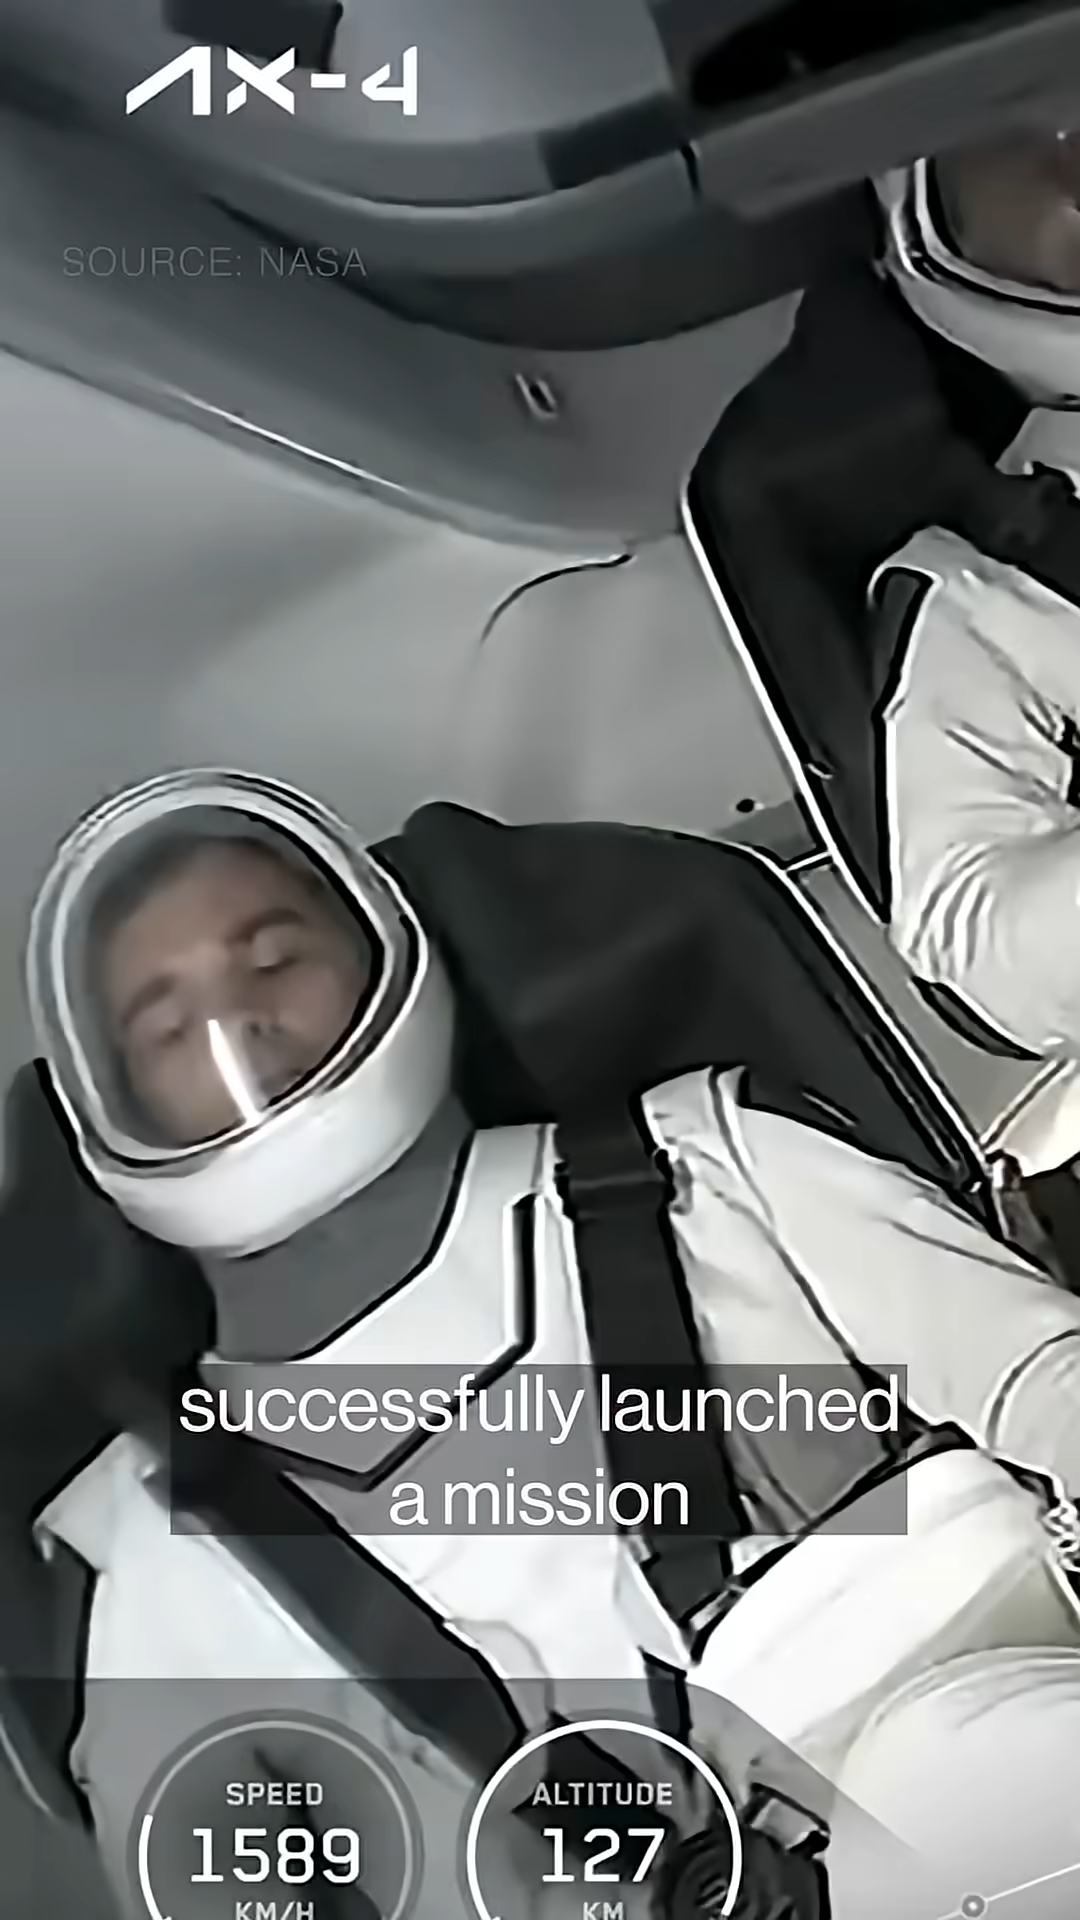 AX-4
SOURCE: NASA
successfully launched
a mission
SPEED
1589
KM/H
ALTITUDE
127
KM